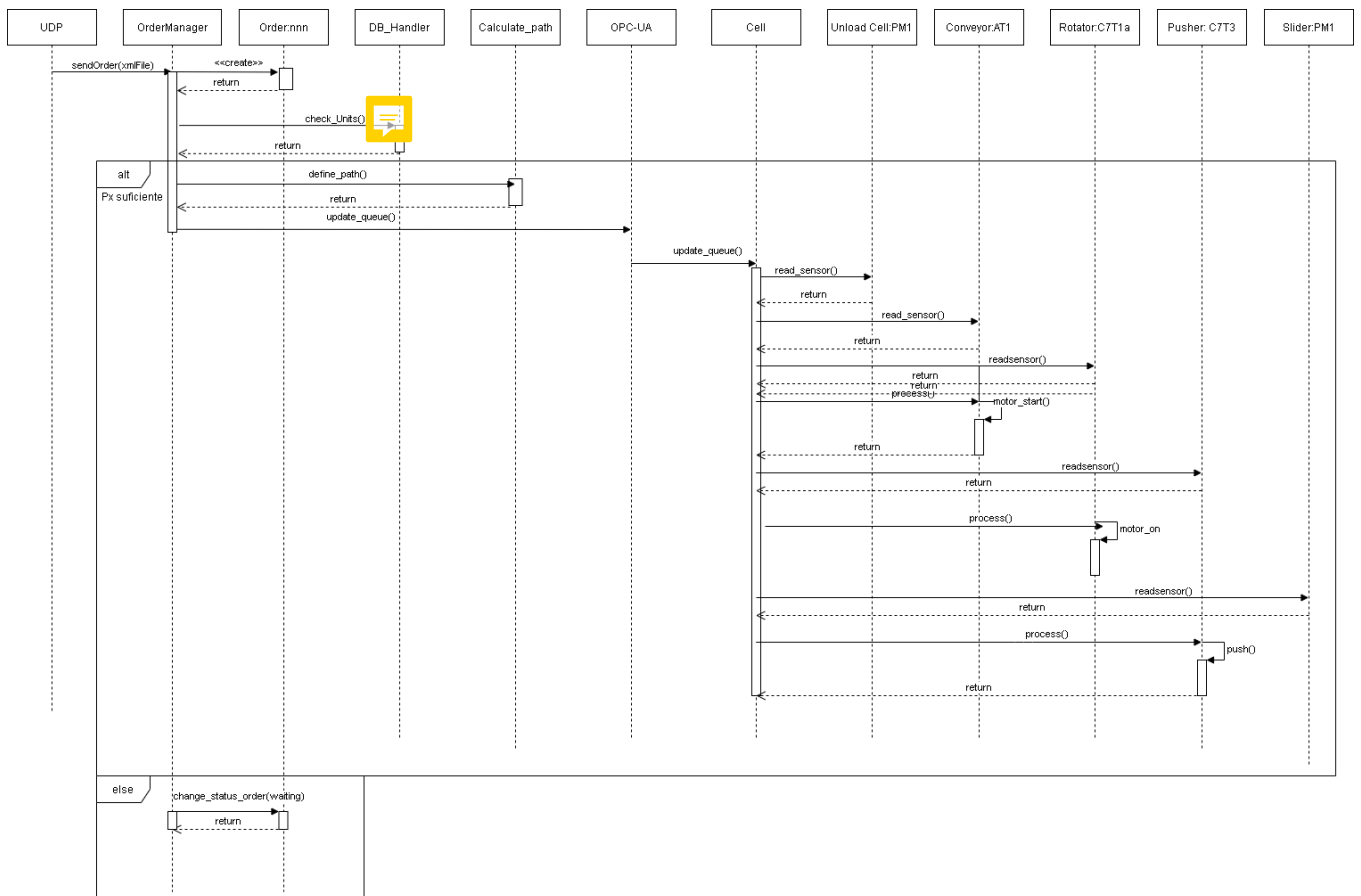 UDP
OrderManager
Order:nnn
DB_Handler
Calculate_path
OPC-UA
Cell
Unload Cell:PM1
Conveyor:AT1
Rotator:C7T1a
Pusher: C7T3
Slider:PM1
sendOrder(xmlFile)
<<create>>
return
check_Units()
return
alt
Px suficiente
define_path()
return
update_queue()
update_queue()
read_sensor()
return
read_sensor()
return
readsensor()
return
return
process()
motor_start()
return
readsensor()
return
process()
motor_on
readsensor()
return
process()
push()
return
else
change_status_order(waiting)
return